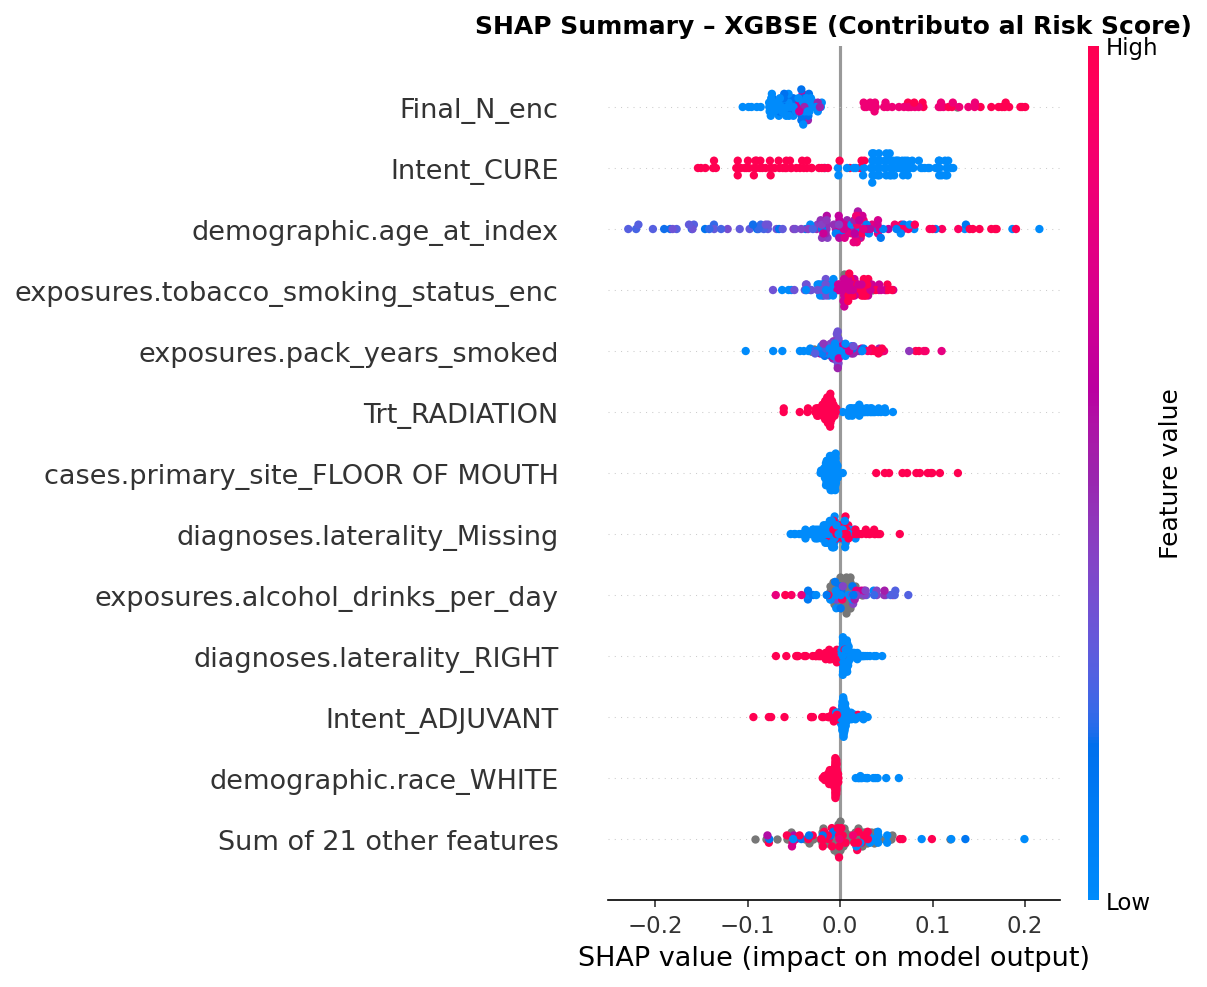 SHAP Summary – XGBSE (Contributo al Risk Score)
High
Final_N_enc
Intent_CURE
demographic.age_at_index
exposures.tobacco_smoking_status_enc
exposures.pack_years_smoked
Trt_RADIATION
cases.primary_site_FLOOR OF MOUTH
diagnoses.laterality_Missing
exposures.alcohol_drinks_per_day
diagnoses.laterality_RIGHT
Intent_ADJUVANT
demographic.race_WHITE
Sum of 21 other features
Feature value
Low
−0.2 −0.1 0.0 0.1 0.2
SHAP value (impact on model output)